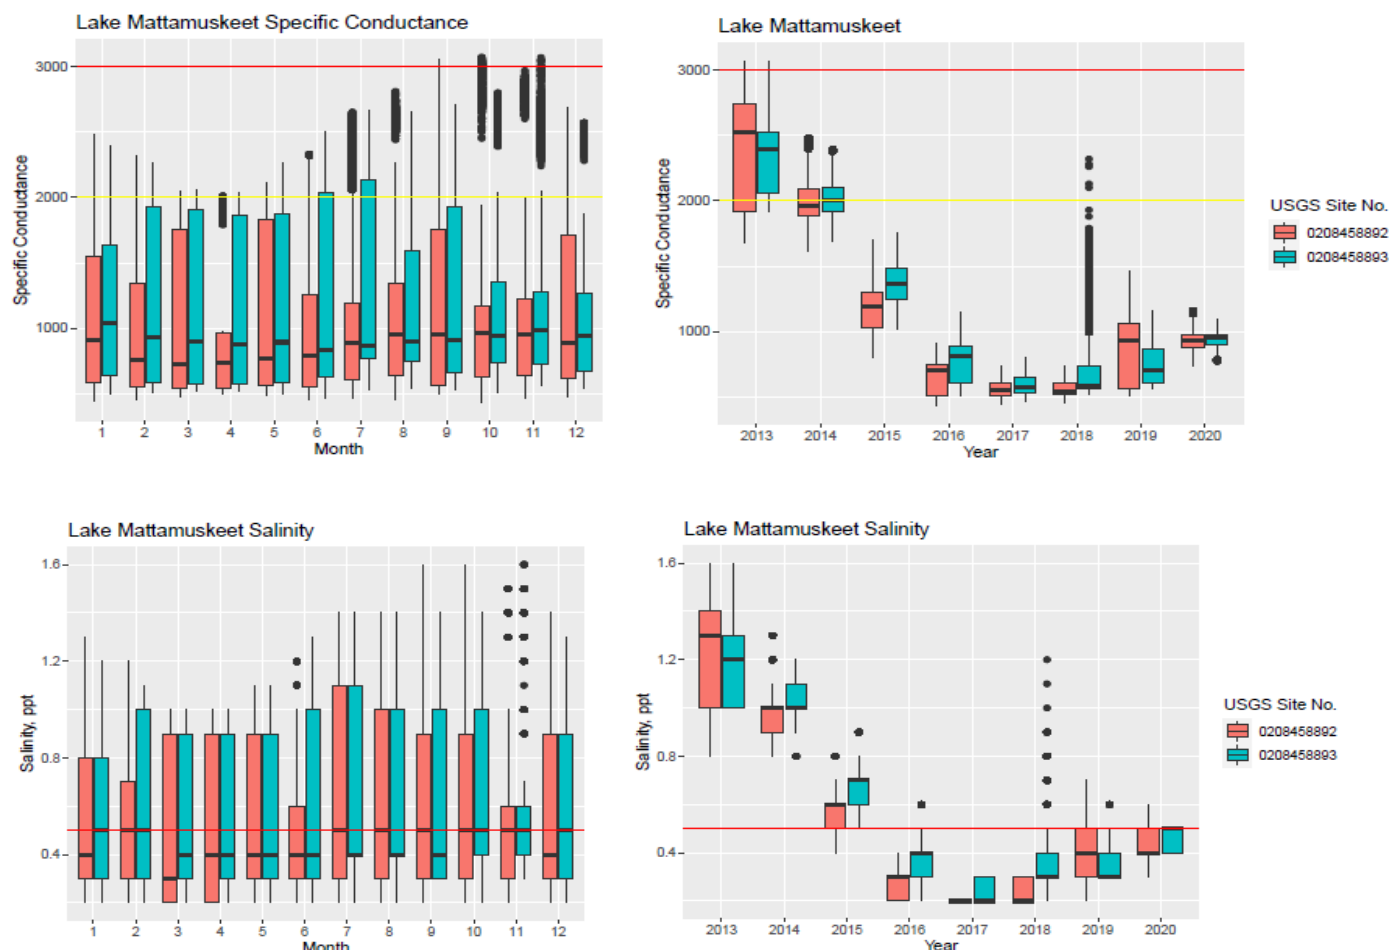 Lake Mattamuskeet Specific Conductance
3000
2000
1000
Specific Conductance
1 2 3 4 5 6 7 8 9 10 11 12
Month
Lake Mattamuskeet
3000
2000
1000
Specific Conductance
2013 2014 2015 2016 2017 2018 2019 2020
Year
USGS Site No.
0208458892
0208458893
Lake Mattamuskeet Salinity
1.6
1.2
0.8
0.4
Salinity, ppt
1 2 3 4 5 6 7 8 9 10 11 12
Month
Lake Mattamuskeet Salinity
1.6
1.2
0.8
0.4
Salinity, ppt
2013 2014 2015 2016 2017 2018 2019 2020
Year
USGS Site No.
0208458892
0208458893